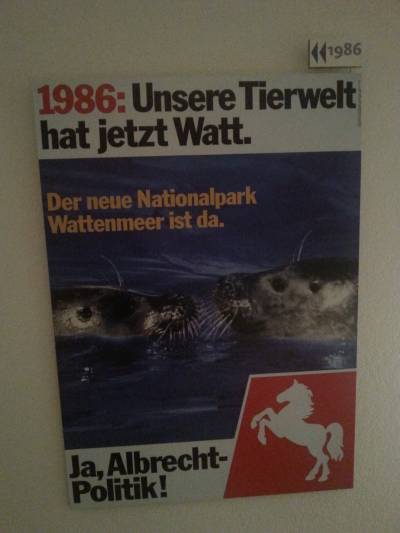 ◀◀1986
1986: Unsere Tierwelt
hat jetzt Watt.
Der neue Nationalpark
Wattenmeer ist da.
Ja, Albrecht-
Politik!